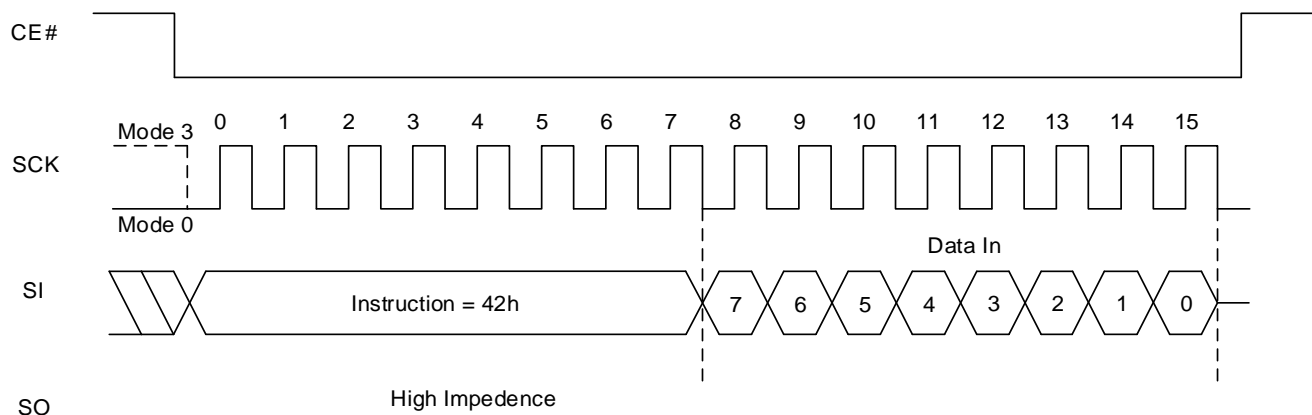 CE#
Mode 3
0 1 2 3 4 5 6 7 8 9 10 11 12 13 14 15
SCK
Mode 0
Data In
SI
Instruction = 42h
7 6 5 4 3 2 1 0
High Impedence
SO